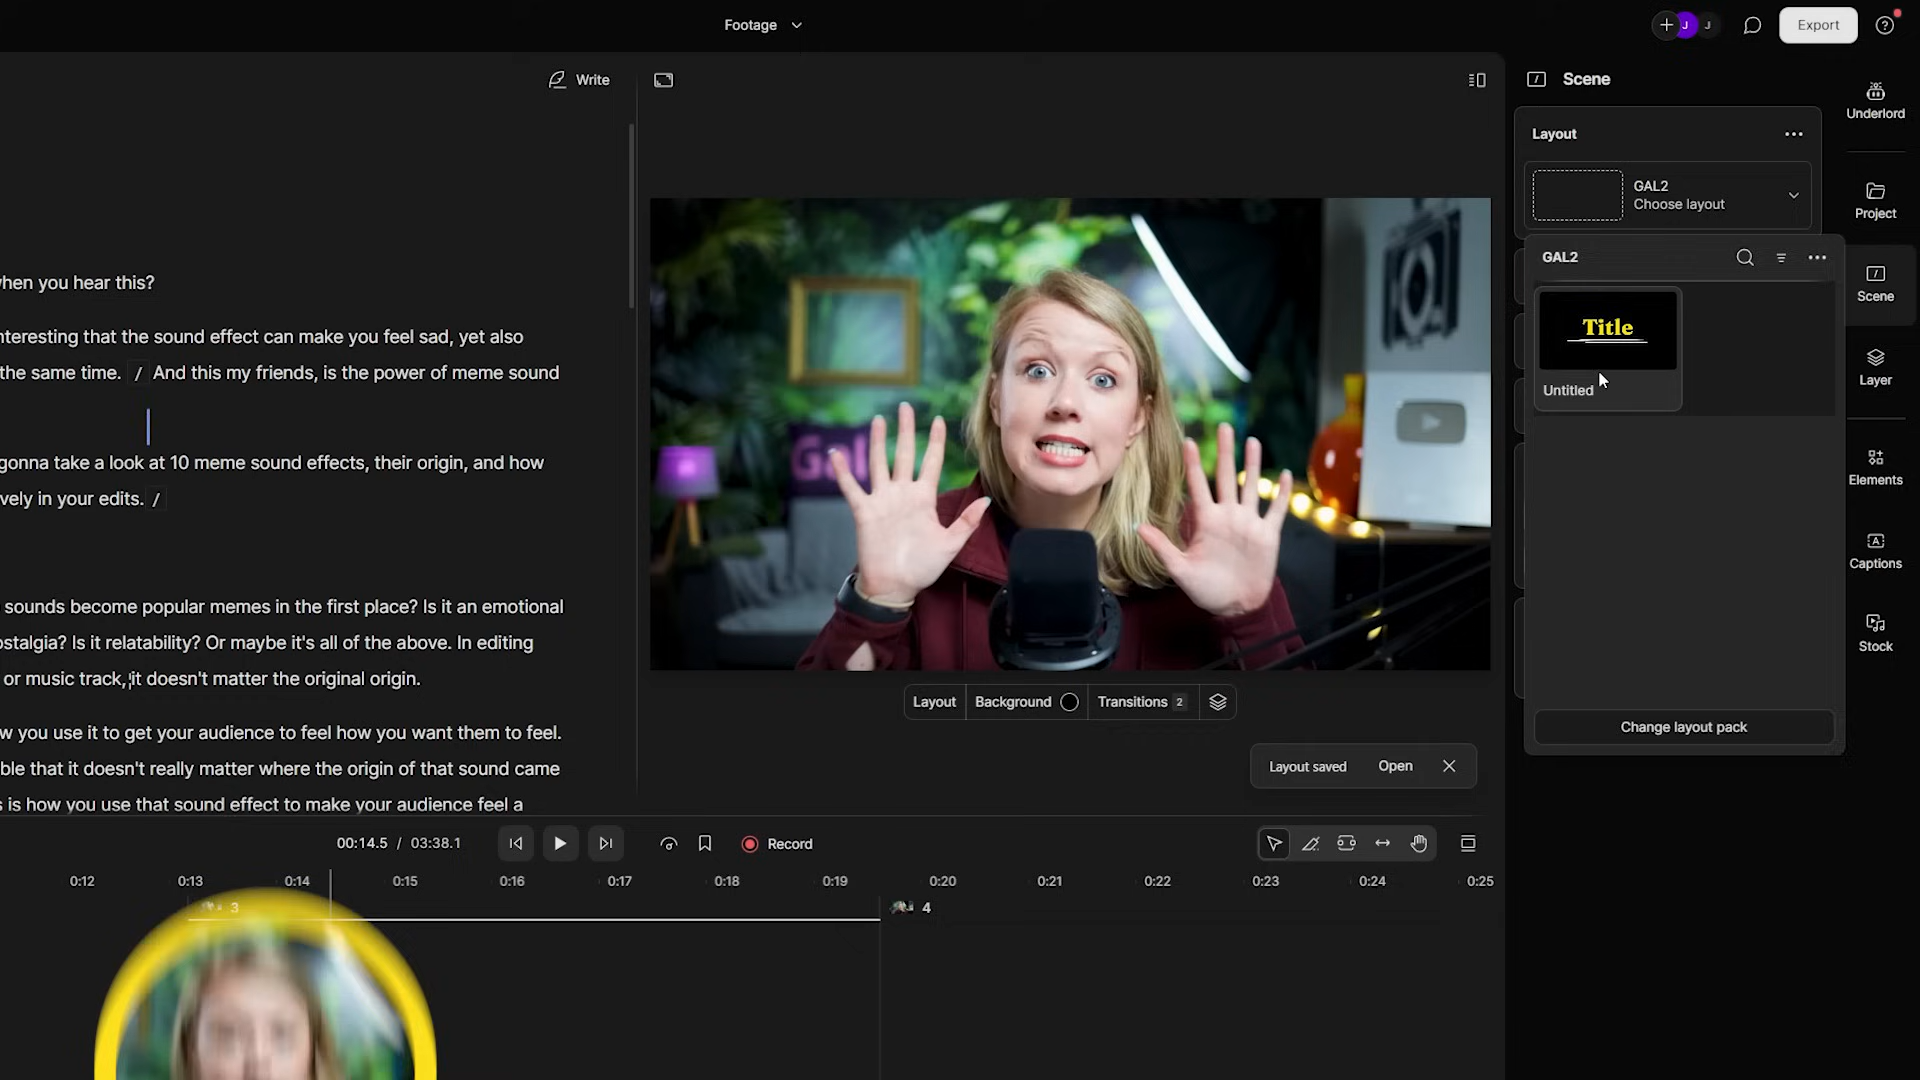 Footage
J
J
Export
Write
Scene
Underlord
Layout
GAL2
Choose layout
Project
GAL2
Scene
Title
Untitled
Layer
Elements
Captions
Stock
Change layout pack
when you hear this?
nteresting that the sound effect can make you feel sad, yet also
the same time. / And this my friends, is the power of meme sound
gonna take a look at 10 meme sound effects, their origin, and how
vely in your edits. /
sounds become popular memes in the first place? Is it an emotional
ostalgia? Is it relatability? Or maybe it's all of the above. In editing
or music track, it doesn't matter the original origin.
w you use it to get your audience to feel how you want them to feel.
ble that it doesn't really matter where the origin of that sound came
s is how you use that sound effect to make your audience feel a
Gal
Layout Background Transitions 2
Layout saved Open
00:14.5 / 03:38.1
Record
0:12 0:13 0:14 0:15 0:16 0:17 0:18 0:19 0:20 0:21 0:22 0:23 0:24 0:25
3
4